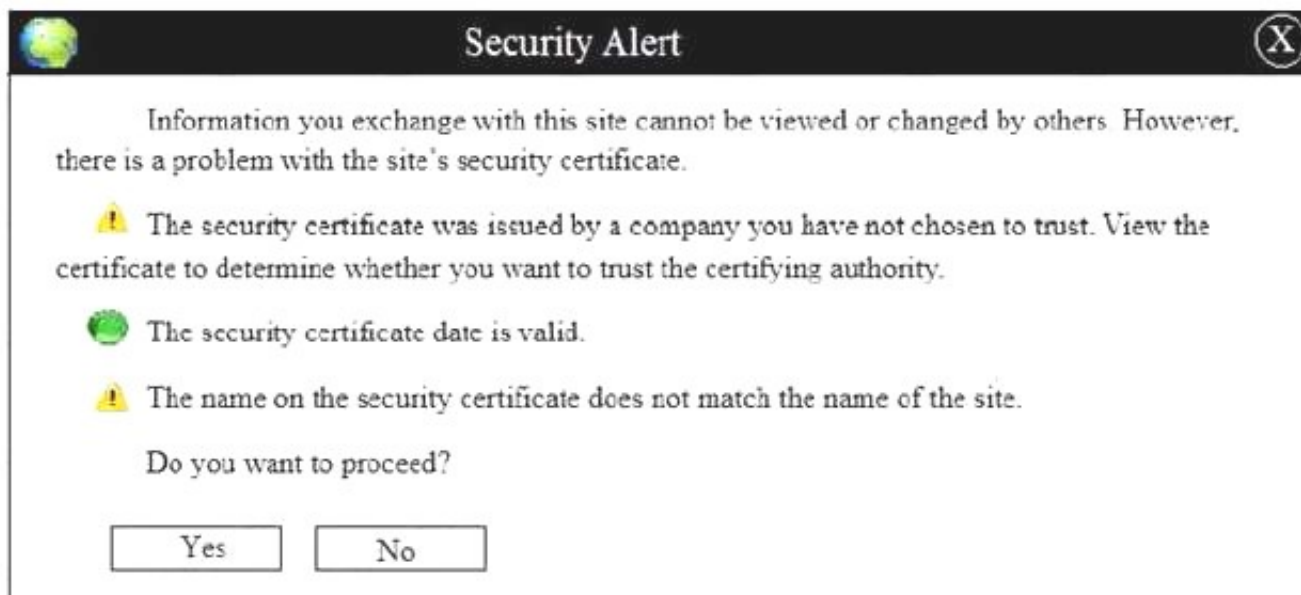 Security Alert
X
Information you exchange with this site cannot be viewed or changed by others. However,
there is a problem with the site's security certificate.
The security certificate was issued by a company you have not chosen to trust. View the
certificate to determine whether you want to trust the certifying authority.
The security certificate date is valid.
The name on the security certificate does not match the name of the site.
Do you want to proceed?
Yes No